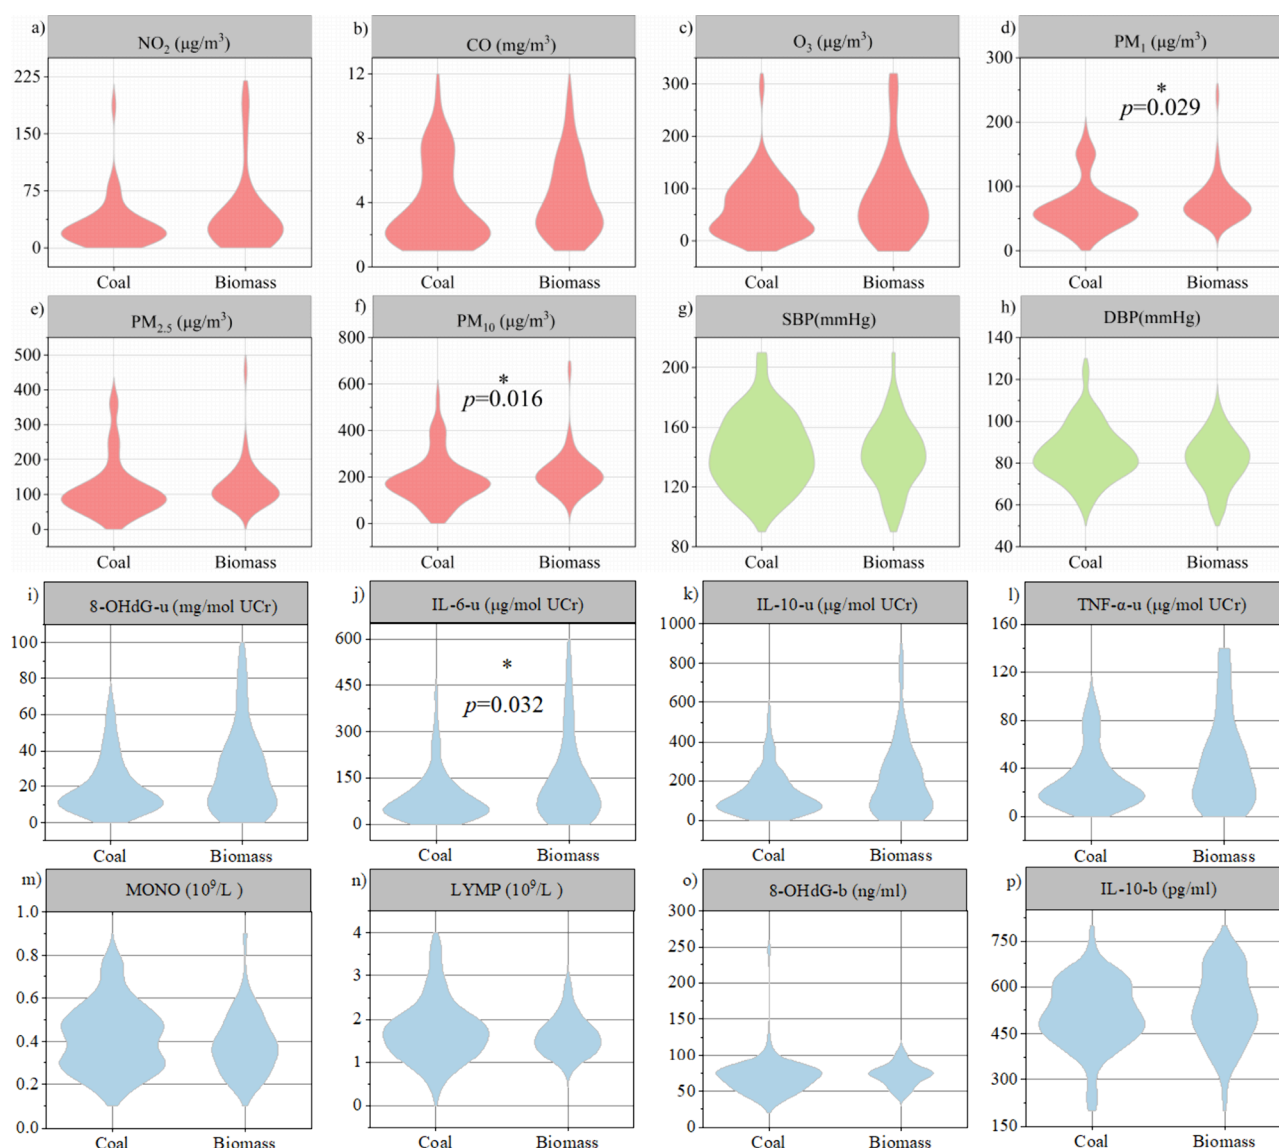 a) NO₂ (μg/m³)
225
150
75
0
Coal Biomass
b) CO (mg/m³)
12
8
4
0
Coal Biomass
c) O₃ (μg/m³)
300
200
100
0
Coal Biomass
d) PM₁ (μg/m³)
300
200
100
0
*
p=0.029
Coal Biomass
e) PM₂.₅ (μg/m³)
500
400
300
200
100
0
Coal Biomass
f) PM₁₀ (μg/m³)
800
600
400
200
0
*
p=0.016
Coal Biomass
g) SBP(mmHg)
200
160
120
80
Coal Biomass
h) DBP(mmHg)
140
120
100
80
60
40
Coal Biomass
i) 8-OHdG-u (mg/mol UCr)
100
80
60
40
20
0
Coal Biomass
j) IL-6-u (μg/mol UCr)
600
450
300
150
0
*
p=0.032
Coal Biomass
k) IL-10-u (μg/mol UCr)
1000
800
600
400
200
0
Coal Biomass
l) TNF-α-u (μg/mol UCr)
160
120
80
40
0
Coal Biomass
m) MONO (10⁹/L )
1.0
0.8
0.6
0.4
0.2
0.0
Coal Biomass
n) LYMP (10⁹/L )
4
3
2
1
0
Coal Biomass
o) 8-OHdG-b (ng/ml)
300
250
200
150
100
75
50
0
Coal Biomass
p) IL-10-b (pg/ml)
750
600
450
300
150
Coal Biomass